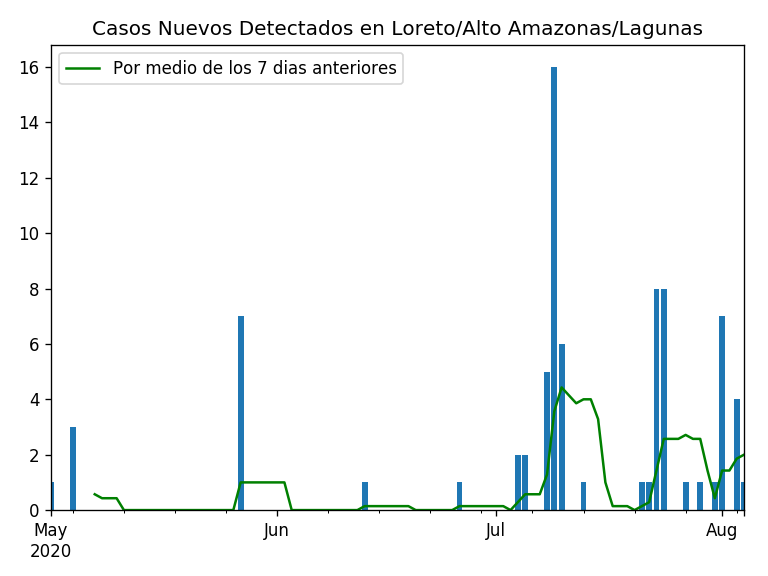 Casos Nuevos Detectados en Loreto/Alto Amazonas/Lagunas
Por medio de los 7 dias anteriores
16
14
12
10
8
6
4
2
0
May
2020
Jun
Jul
Aug